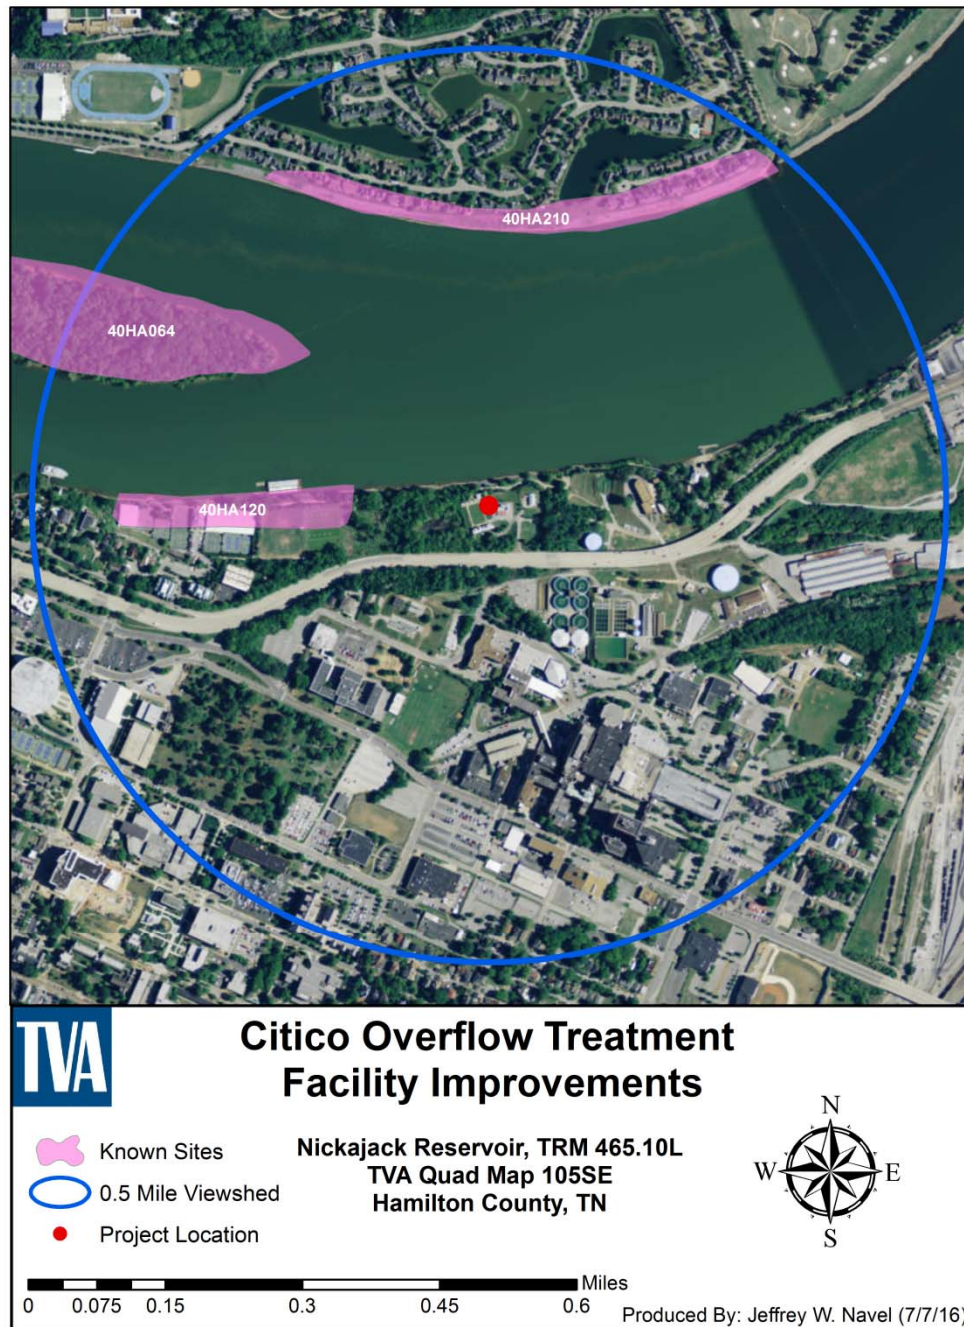 40HA210
40HA064
40HA120
TVA
Citico Overflow Treatment
Facility Improvements
Known Sites
0.5 Mile Viewshed
Project Location
Nickajack Reservoir, TRM 465.10L
TVA Quad Map 105SE
Hamilton County, TN
N
W
E
S
Miles
0 0.075 0.15 0.3 0.45 0.6
Produced By: Jeffrey W. Navel (7/7/16)